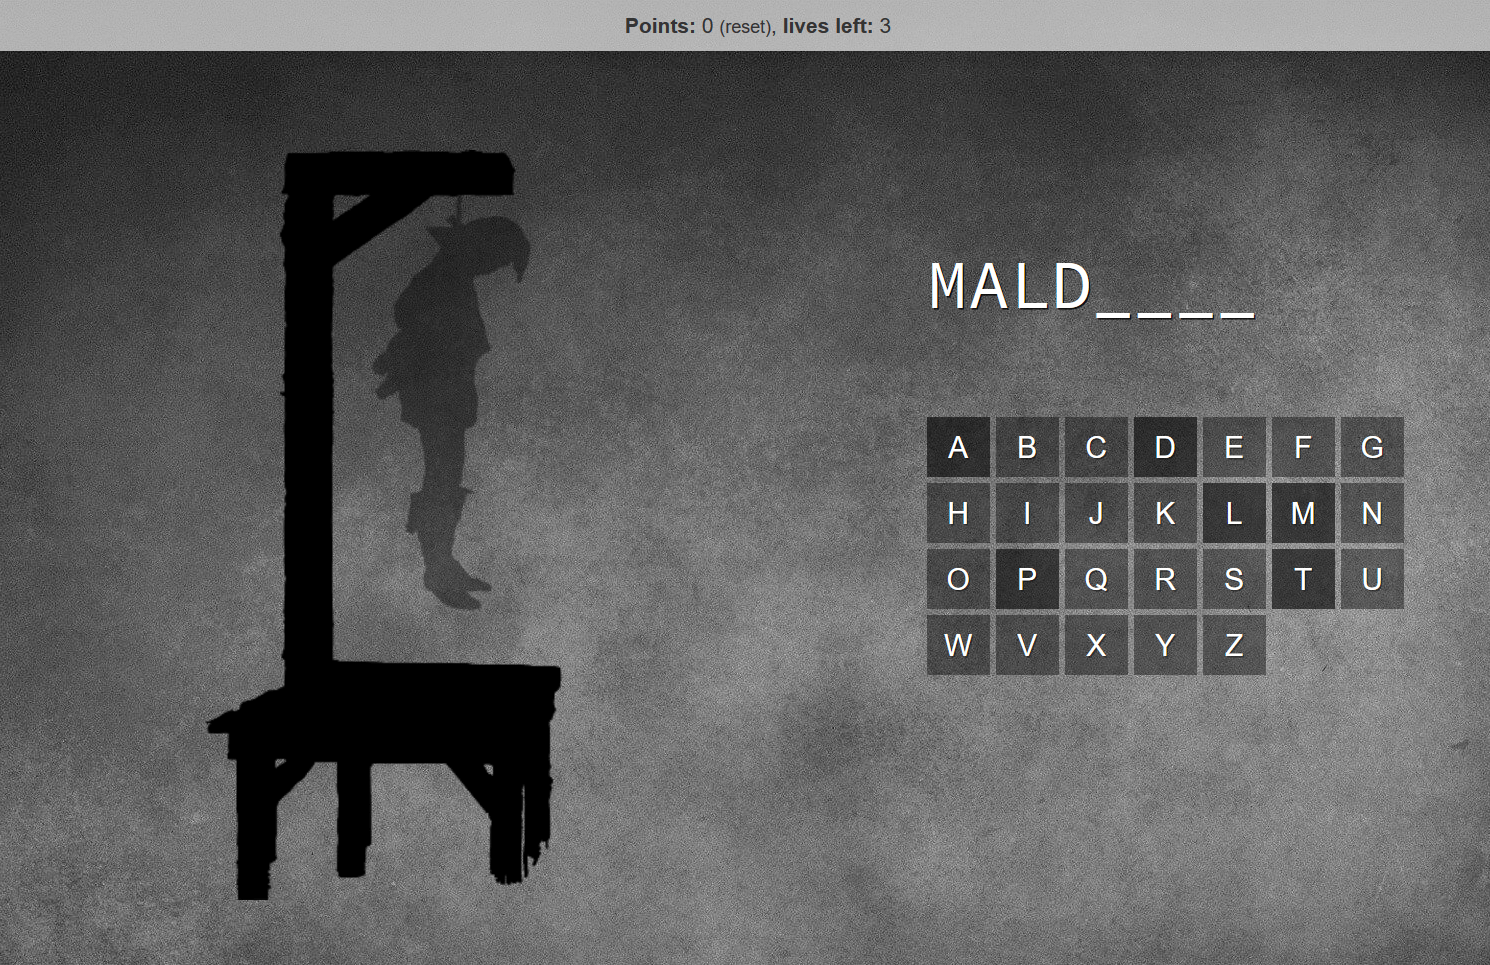 Points: 0 (reset), lives left: 3
MALD____
A B C D E F G
H I J K L M N
O P Q R S T U
W V X Y Z